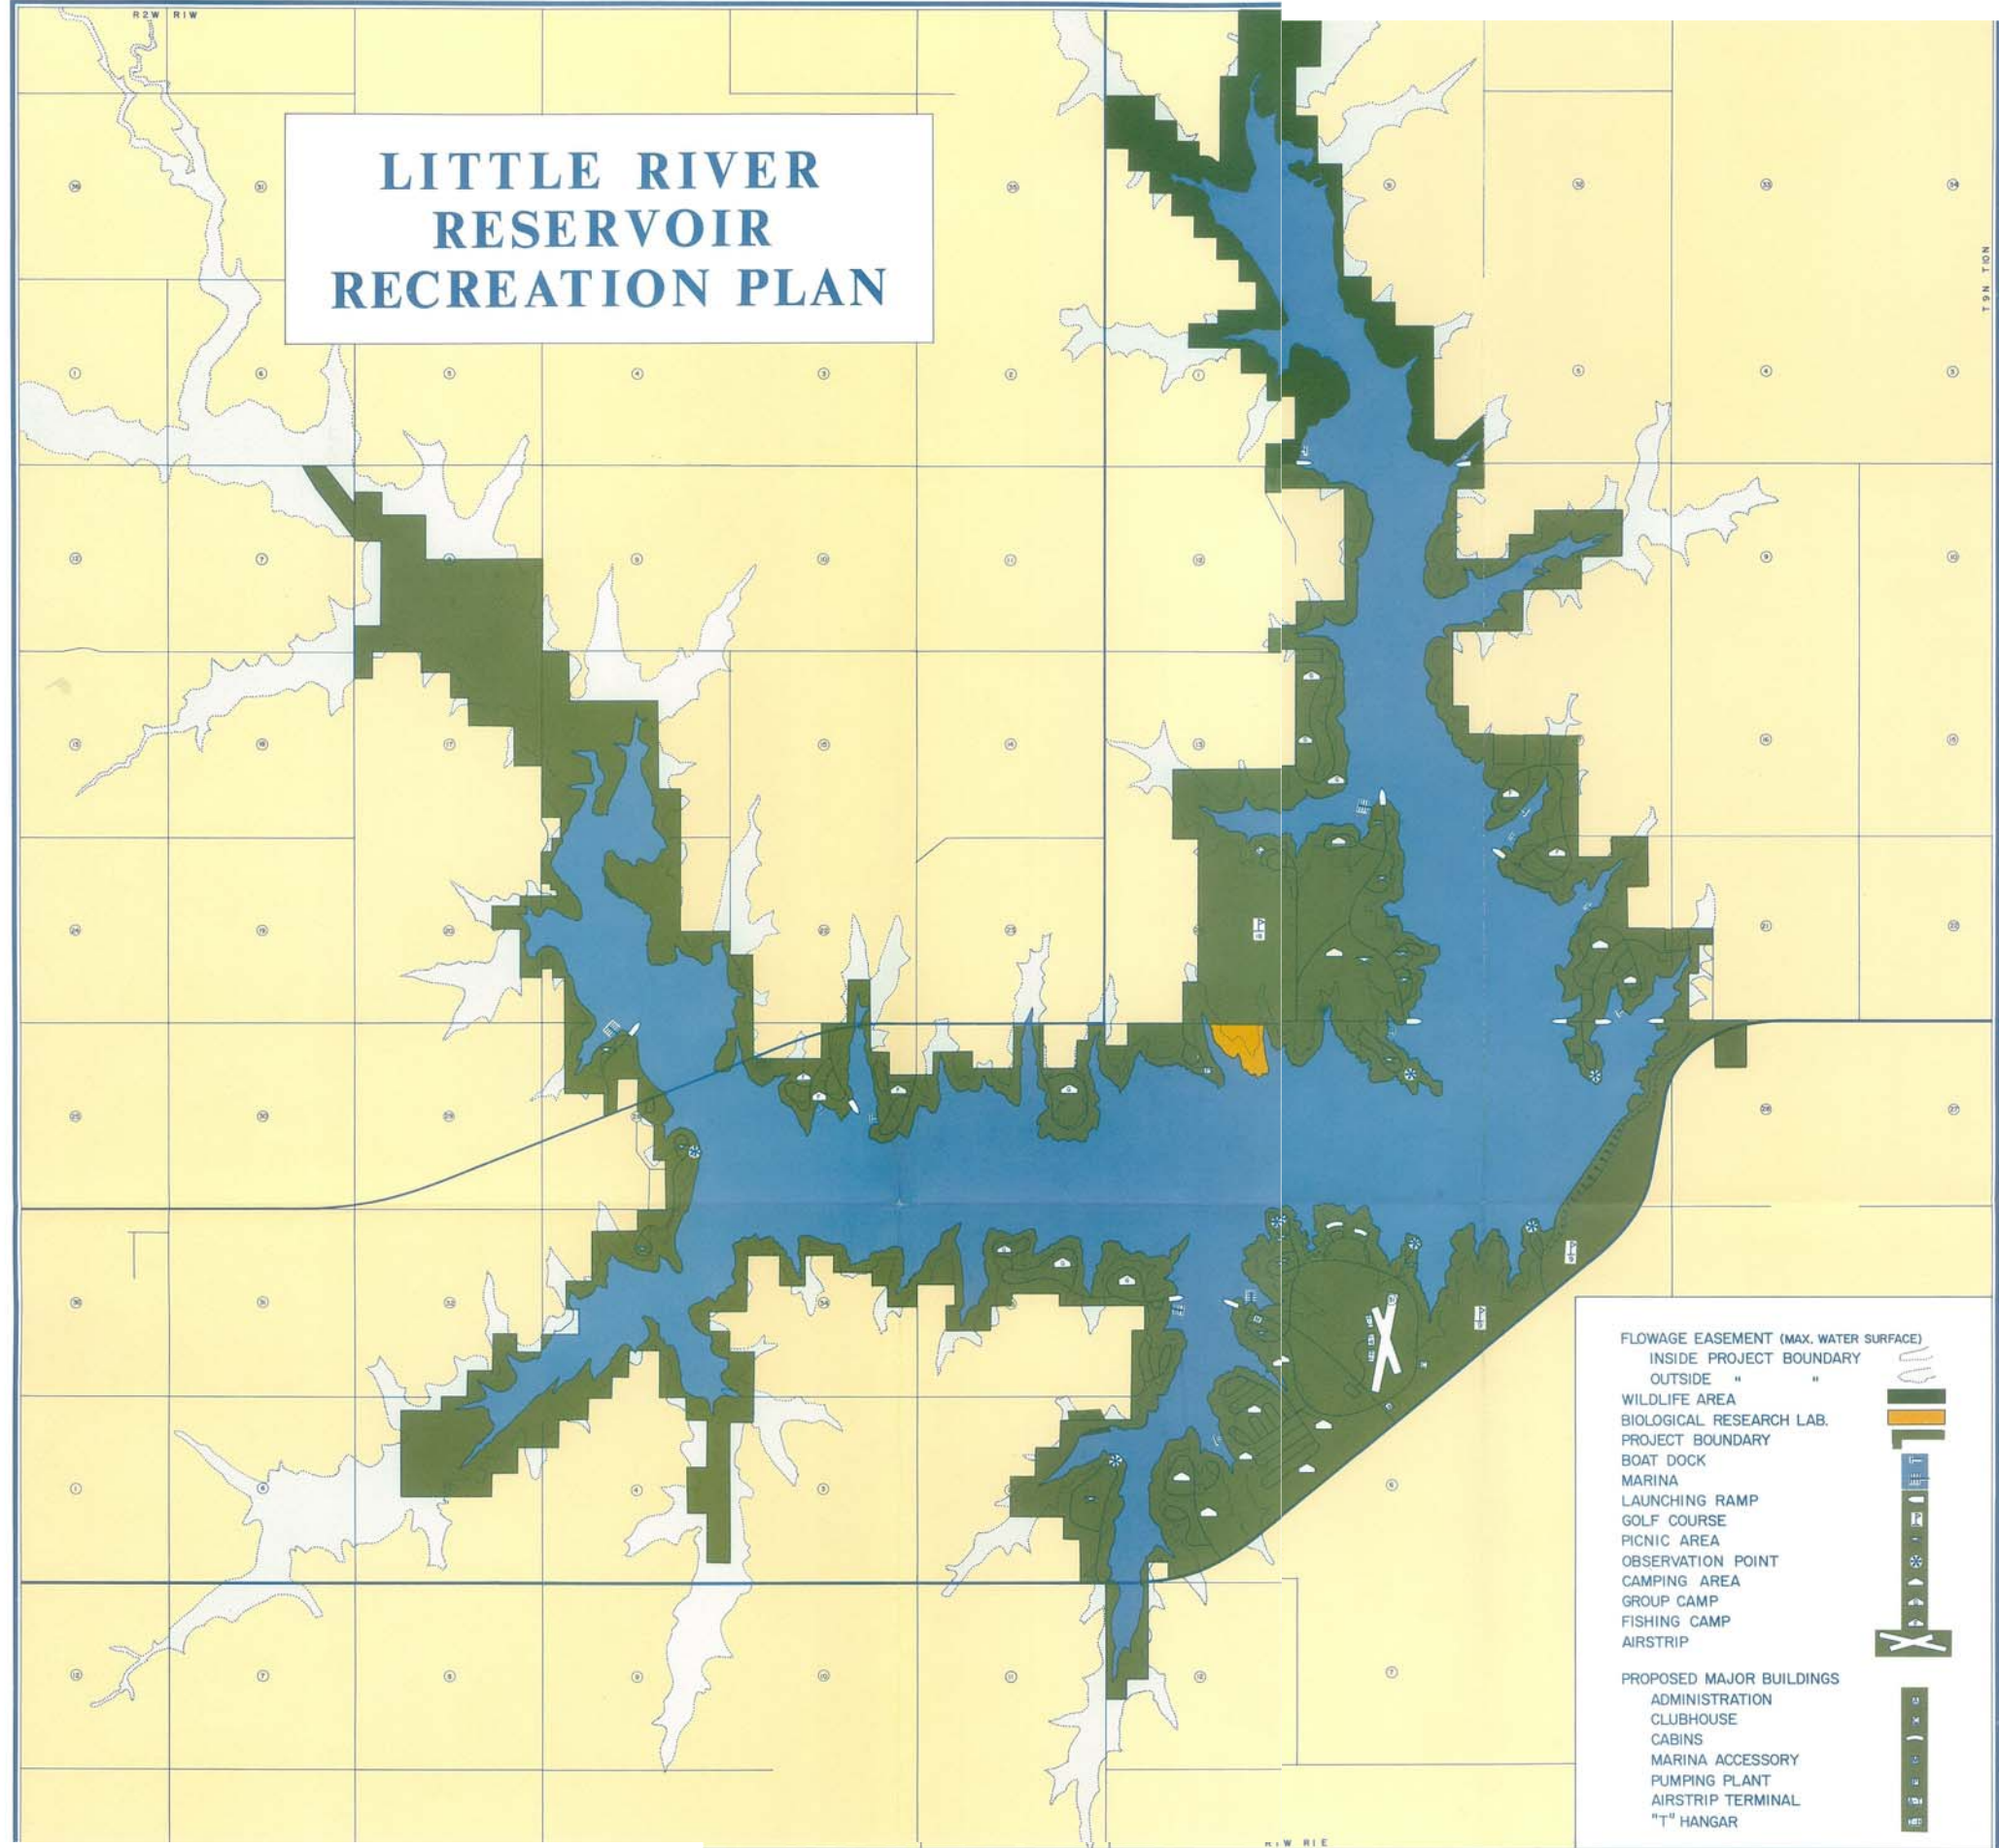 R2W R1W
LITTLE RIVER
RESERVOIR
RECREATION PLAN
T9N T10N
FLOWAGE EASEMENT (MAX. WATER SURFACE)
INSIDE PROJECT BOUNDARY
OUTSIDE " "
WILDLIFE AREA
BIOLOGICAL RESEARCH LAB.
PROJECT BOUNDARY
BOAT DOCK
MARINA
LAUNCHING RAMP
GOLF COURSE
PICNIC AREA
OBSERVATION POINT
CAMPING AREA
GROUP CAMP
FISHING CAMP
AIRSTRIP
PROPOSED MAJOR BUILDINGS
ADMINISTRATION
CLUBHOUSE
CABINS
MARINA ACCESSORY
PUMPING PLANT
AIRSTRIP TERMINAL
"T" HANGAR
R1W R1E